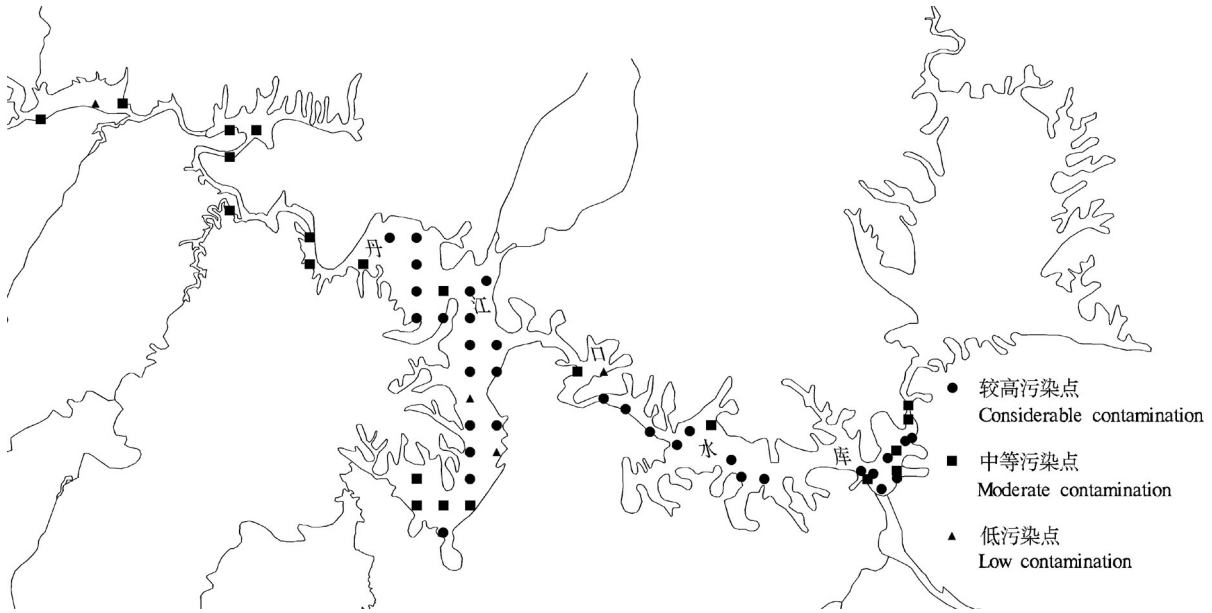 丹
江
口
水
库
较高污染点
Considerable contamination
中等污染点
Moderate contamination
低污染点
Low contamination